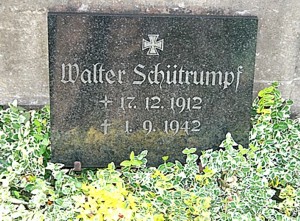 Walter Schütrumpf
+ 17. 12. 1912
† 1. 9. 1942